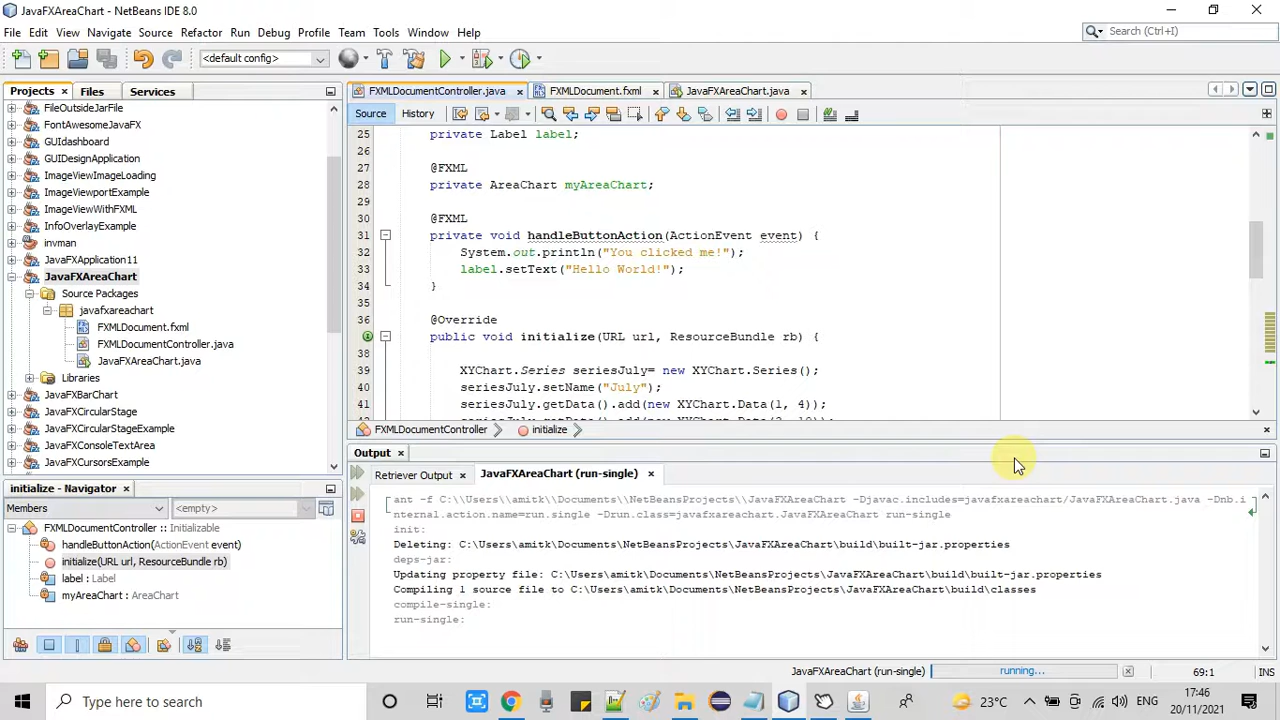 JavaFXAreaChart - NetBeans IDE 8.0
File Edit View Navigate Source Refactor Run Debug Profile Team Tools Window Help
Search (Ctrl+I)
<default config>
Projects Files Services
FXMLDocumentController.java FXMLDocument.fxml JavaFXAreaChart.java
Source History
FileOutsideJarFile
FontAwesomeJavaFX
GUIdashboard
GUIDesignApplication
ImageViewImageLoading
ImageViewportExample
ImageViewWithFXML
InfoOverlayExample
invman
JavaFXApplication11
JavaFXAreaChart
Source Packages
javafxareachart
FXMLDocument.fxml
FXMLDocumentController.java
JavaFXAreaChart.java
Libraries
JavaFXBarChart
JavaFXCircularStage
JavaFXCircularStageExample
JavaFXConsoleTextArea
JavaFXCursorsExample
25 private Label label;
26
27 @FXML
28 private AreaChart myAreaChart;
29
30 @FXML
31 private void handleButtonAction(ActionEvent event) {
32 System.out.println("You clicked me!");
33 label.setText("Hello World!");
34 }
35
36 @Override
public void initialize(URL url, ResourceBundle rb) {
38
39 XYChart.Series seriesJuly= new XYChart.Series();
40 seriesJuly.setName("July");
41 seriesJuly.getData().add(new XYChart.Data(1, 4));
FXMLDocumentController initialize
initialize - Navigator
Members <empty>
FXMLDocumentController :: Initializable
handleButtonAction(ActionEvent event)
initialize(URL url, ResourceBundle rb)
label : Label
myAreaChart : AreaChart
Output
Retriever Output JavaFXAreaChart (run-single)
ant -f C:\\Users\\amitk\\Documents\\NetBeansProjects\\JavaFXAreaChart -Djavac.includes=javafxareachart/JavaFXAreaChart.java -Dnb.i
nternal.action.name=run.single -Drun.class=javafxareachart.JavaFXAreaChart run-single
init:
Deleting: C:\Users\amitk\Documents\NetBeansProjects\JavaFXAreaChart\build\built-jar.properties
deps-jar:
Updating property file: C:\Users\amitk\Documents\NetBeansProjects\JavaFXAreaChart\build\built-jar.properties
Compiling 1 source file to C:\Users\amitk\Documents\NetBeansProjects\JavaFXAreaChart\build\classes
compile-single:
run-single:
JavaFXAreaChart (run-single) running... 69:1 INS
Type here to search
23°C
ENG
17:46
20/11/2021